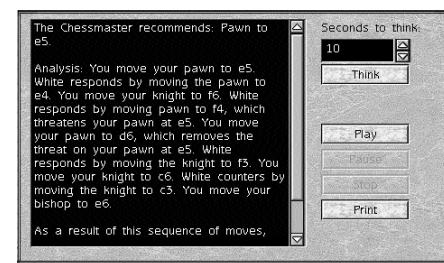 The Chessmaster recommends: Pawn to
e5.
Analysis: You move your pawn to e5.
White responds by moving the pawn to
e4. You move your knight to f6. White
responds by moving pawn to f4, which
threatens your pawn at e5. You move
your pawn to d6, which removes the
threat on your pawn at e5. White
responds by moving the knight to f3. You
move your knight to c6. White counters by
moving the knight to c3. You move your
bishop to e6.
As a result of this sequence of moves,
Seconds to think:
10
Think
Play
Pause
Stop
Print